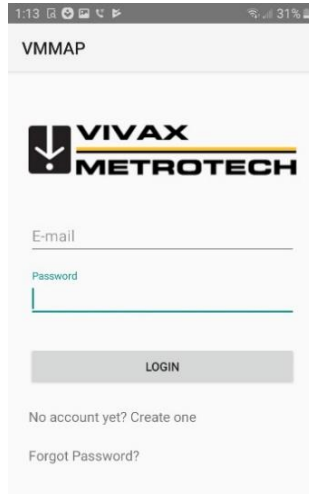 1:13 31%
VMMAP
VIVAX
METROTECH
E-mail
Password
LOGIN
No account yet? Create one
Forgot Password?